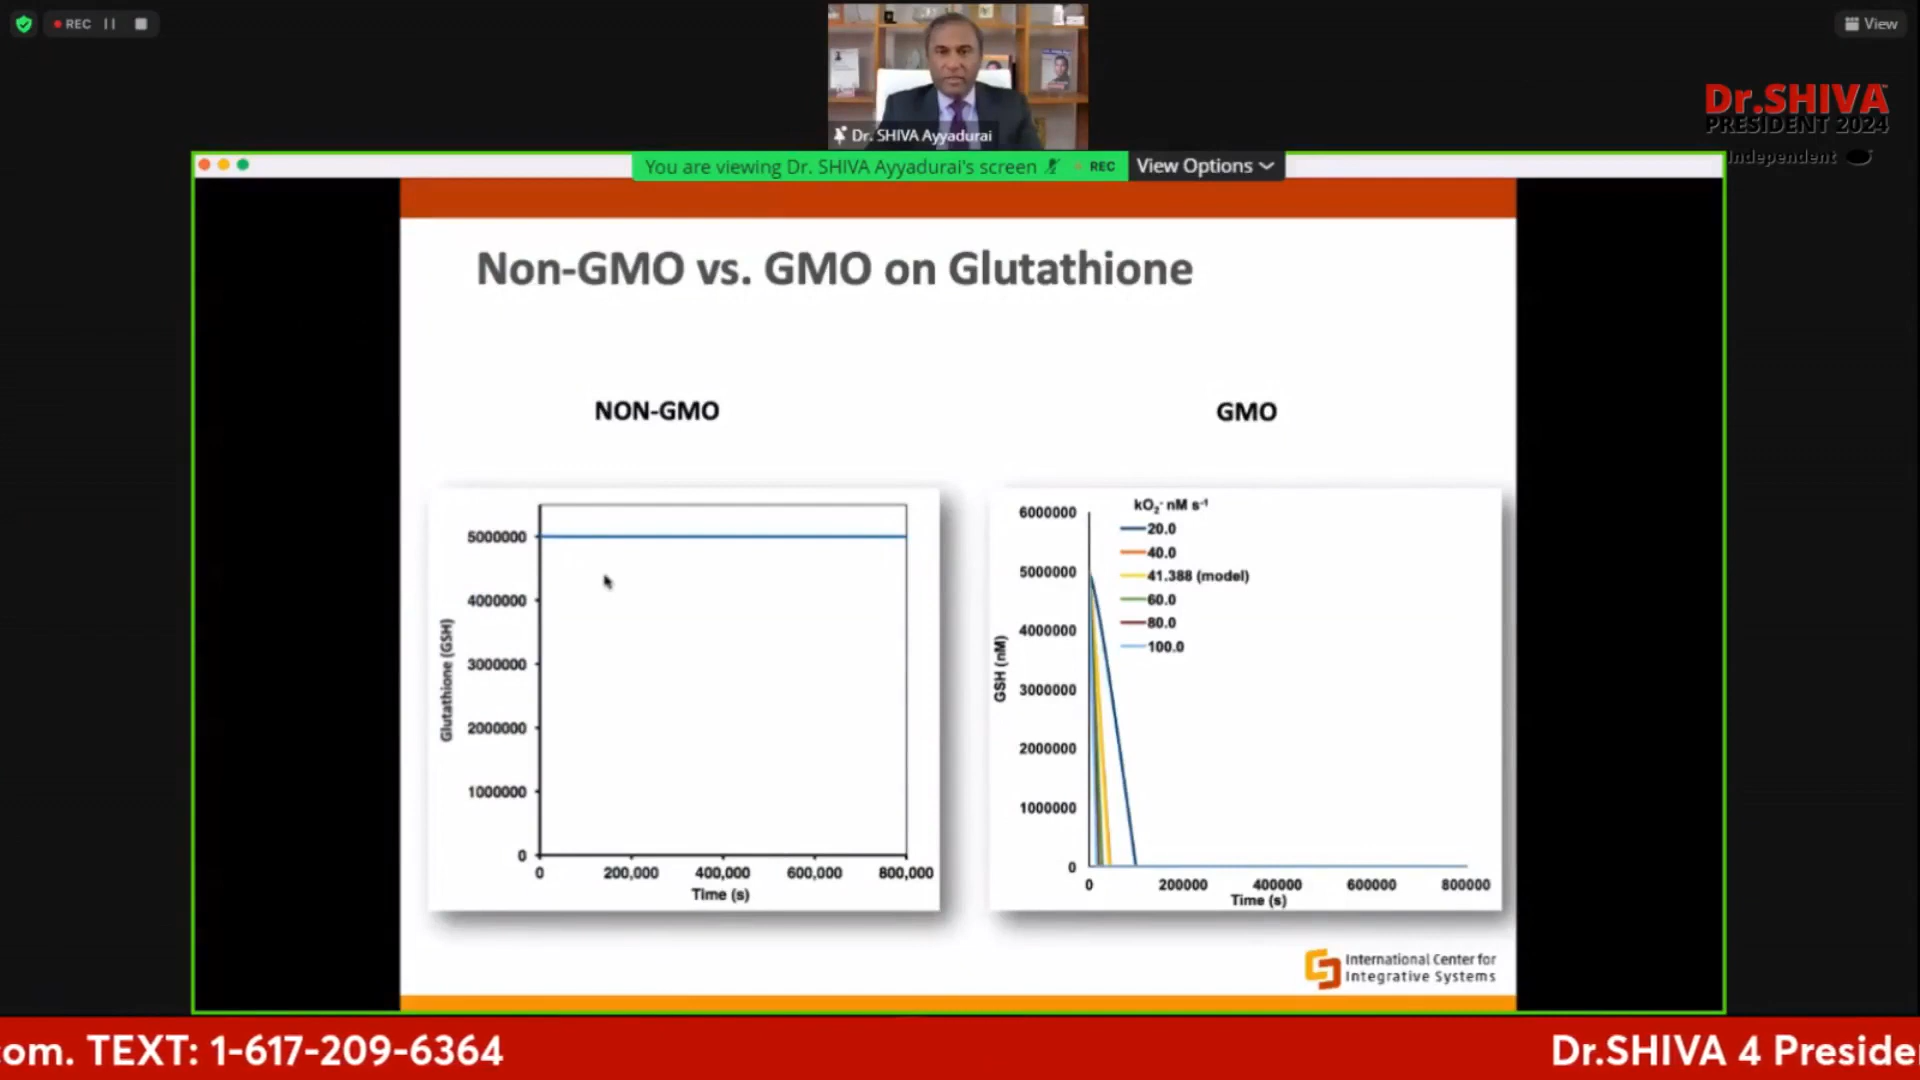 REC
View
Dr.SHIVA
PRESIDENT 2024
Independent
Dr. SHIVA Ayyadurai
You are viewing Dr. SHIVA Ayyadurai's screen
REC
View Options
Non-GMO vs. GMO on Glutathione
NON-GMO
GMO
5000000
4000000
3000000
2000000
1000000
0
Glutathione (GSH)
0 200,000 400,000 600,000 800,000
Time (s)
kO₂⁻ nM s⁻¹
20.0
40.0
41.388 (model)
60.0
80.0
100.0
6000000
5000000
4000000
3000000
2000000
1000000
0
GSH (nM)
0 200000 400000 600000 800000
Time (s)
International Center for
Integrative Systems
com. TEXT: 1-617-209-6364
Dr.SHIVA 4 Preside